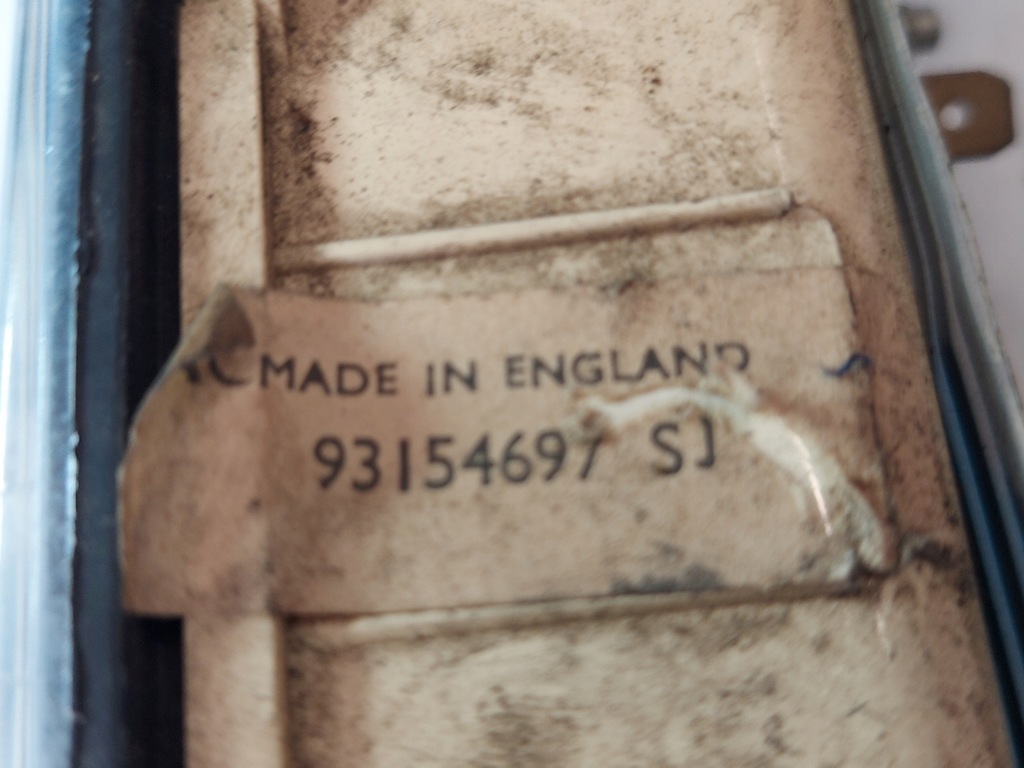 MADE IN ENGLAND
93154697 SJ